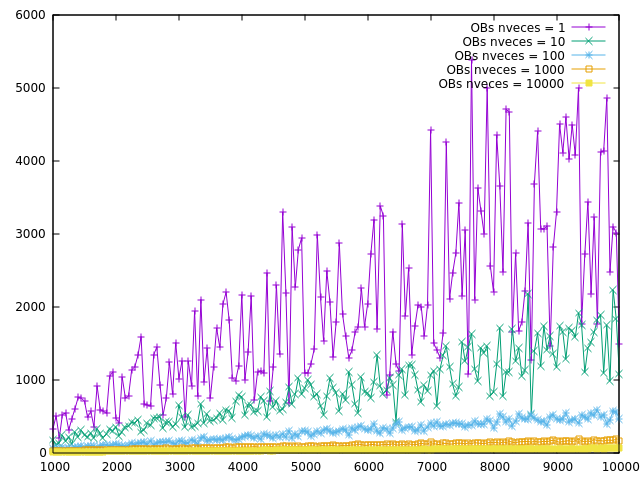 6000
OBs nveces = 1
OBs nveces = 10
5000
OBs nveces = 100
OBs nveces = 1000
OBs nveces = 10000
4000
3000
2000
1000
0
1000 2000 3000 4000 5000 6000 7000 8000 9000 10000